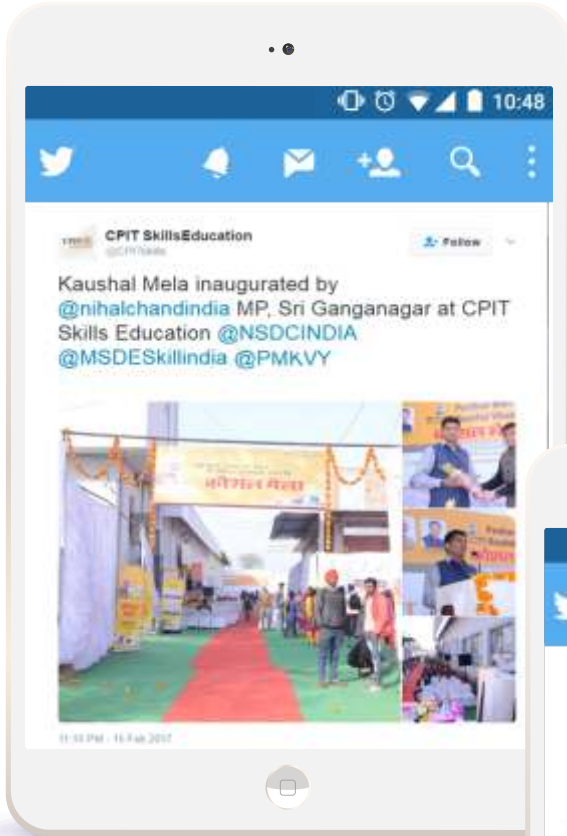 10:48
CPIT SkillsEducation
Follow
Kaushal Mela inaugurated by
@nihalchandindia MP, Sri Ganganagar at CPIT
Skills Education @NSDCINDIA
@MSDESkillindia @PMKVY
कौशल मेला